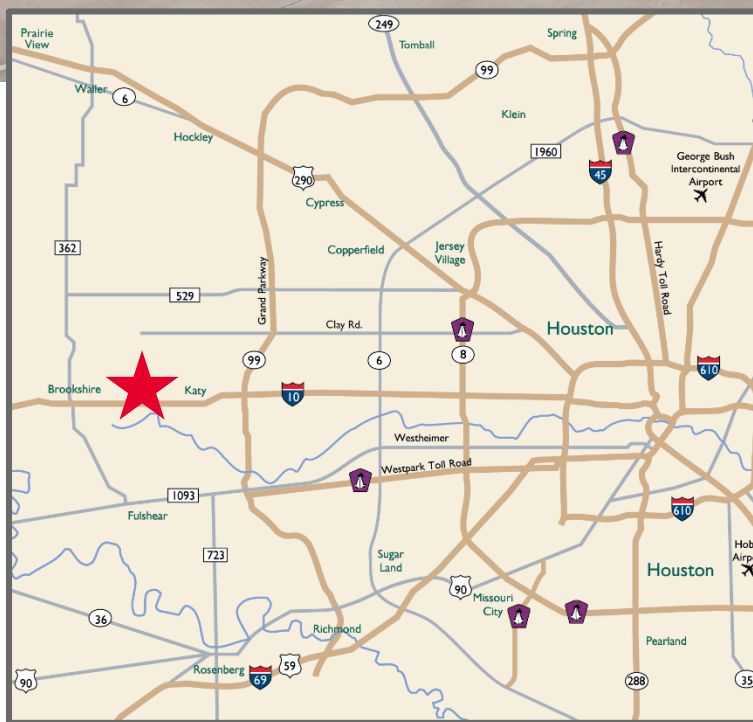 249
Prairie
View
Tomball
Spring
99
Waller
6
Hockley
Klein
1960
George Bush
Intercontinental
Airport
45
290
Cypress
362
Copperfield
Jersey
Village
Hardy Toll Road
Grand Parkway
529
Clay Rd.
Houston
99
6
8
610
Brookshire
Katy
10
Westheimer
Westpark Toll Road
1093
Fulshear
610
723
Sugar
Land
Houston
90
Missouri
City
36
Richmond
Pearland
Rosenberg
59
69
90
288
35